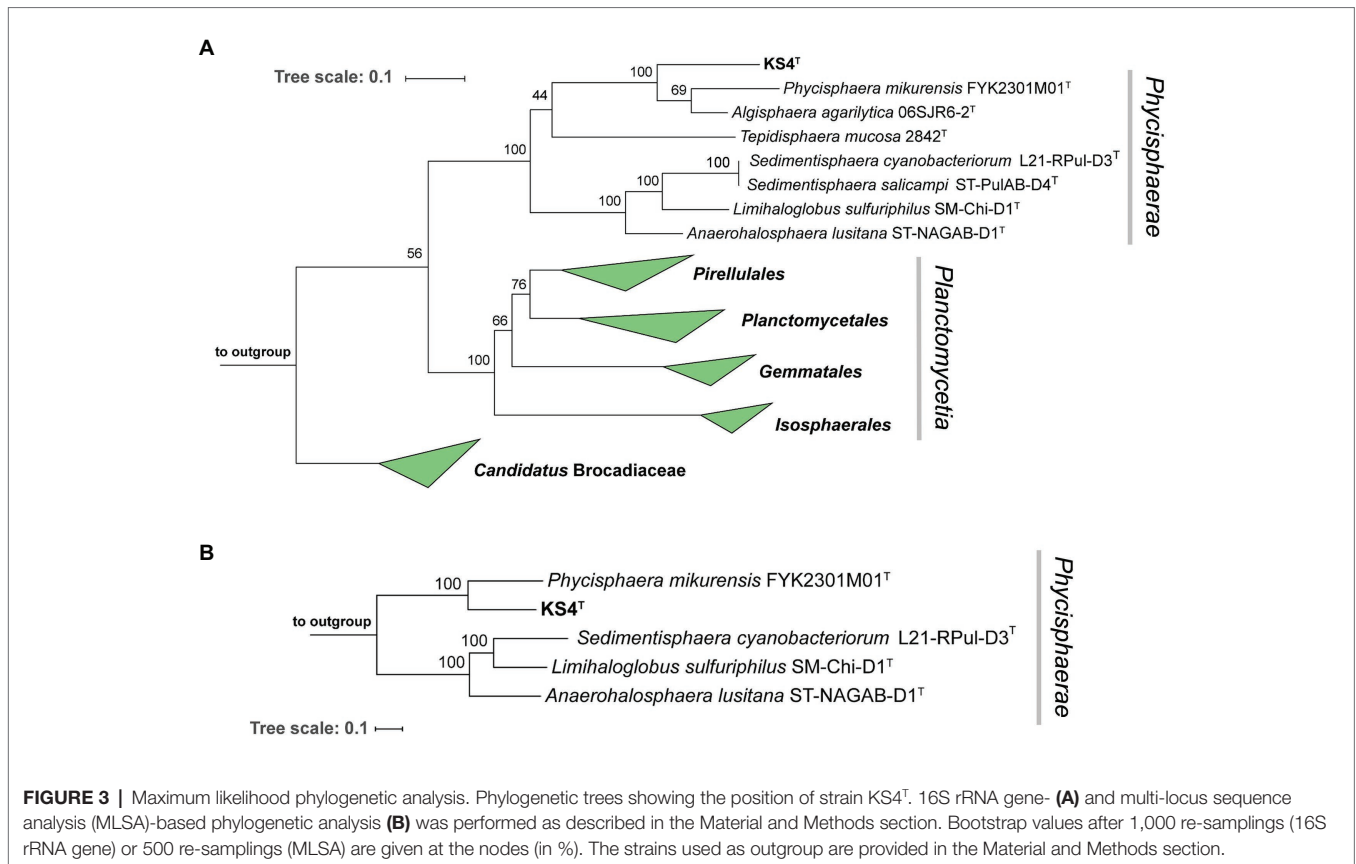 A
Tree scale: 0.1
100
KS4ᵀ
69
Phycisphaera mikurensis FYK2301M01ᵀ
44
Algisphaera agarilytica 06SJR6-2ᵀ
Tepidisphaera mucosa 2842ᵀ
100
100
Sedimentisphaera cyanobacteriorum L21-RPul-D3ᵀ
100
Sedimentisphaera salicampi ST-PulAB-D4ᵀ
100
Limihaloglobus sulfuriphilus SM-Chi-D1ᵀ
Anaerohalosphaera lusitana ST-NAGAB-D1ᵀ
Phycisphaerae
56
76
Pirellulales
66
Planctomycetales
100
Gemmatales
Isosphaerales
Planctomycetia
to outgroup
Candidatus Brocadiaceae
B
100
Phycisphaera mikurensis FYK2301M01ᵀ
KS4ᵀ
to outgroup
100
Sedimentisphaera cyanobacteriorum L21-RPul-D3ᵀ
100
Limihaloglobus sulfuriphilus SM-Chi-D1ᵀ
Anaerohalosphaera lusitana ST-NAGAB-D1ᵀ
Phycisphaerae
Tree scale: 0.1
FIGURE 3 | Maximum likelihood phylogenetic analysis. Phylogenetic trees showing the position of strain KS4ᵀ. 16S rRNA gene- (A) and multi-locus sequence
analysis (MLSA)-based phylogenetic analysis (B) was performed as described in the Material and Methods section. Bootstrap values after 1,000 re-samplings (16S
rRNA gene) or 500 re-samplings (MLSA) are given at the nodes (in %). The strains used as outgroup are provided in the Material and Methods section.